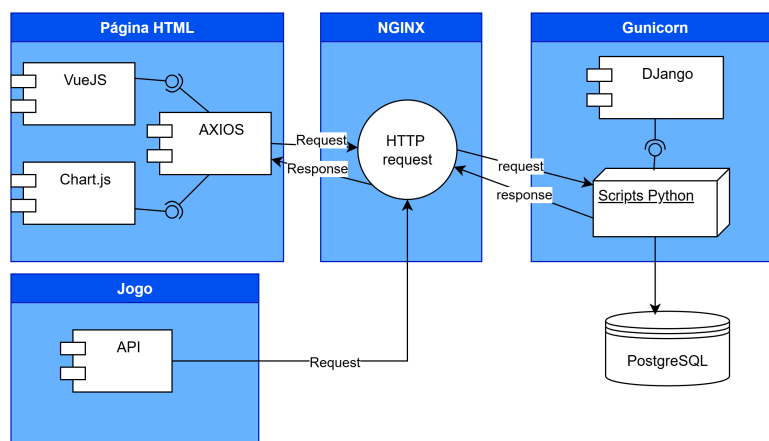 Página HTML
NGINX
Gunicorn
VueJS
DJango
AXIOS
HTTP
request
Request
Response
request
response
Chart.js
Scripts Python
Jogo
API
Request
PostgreSQL